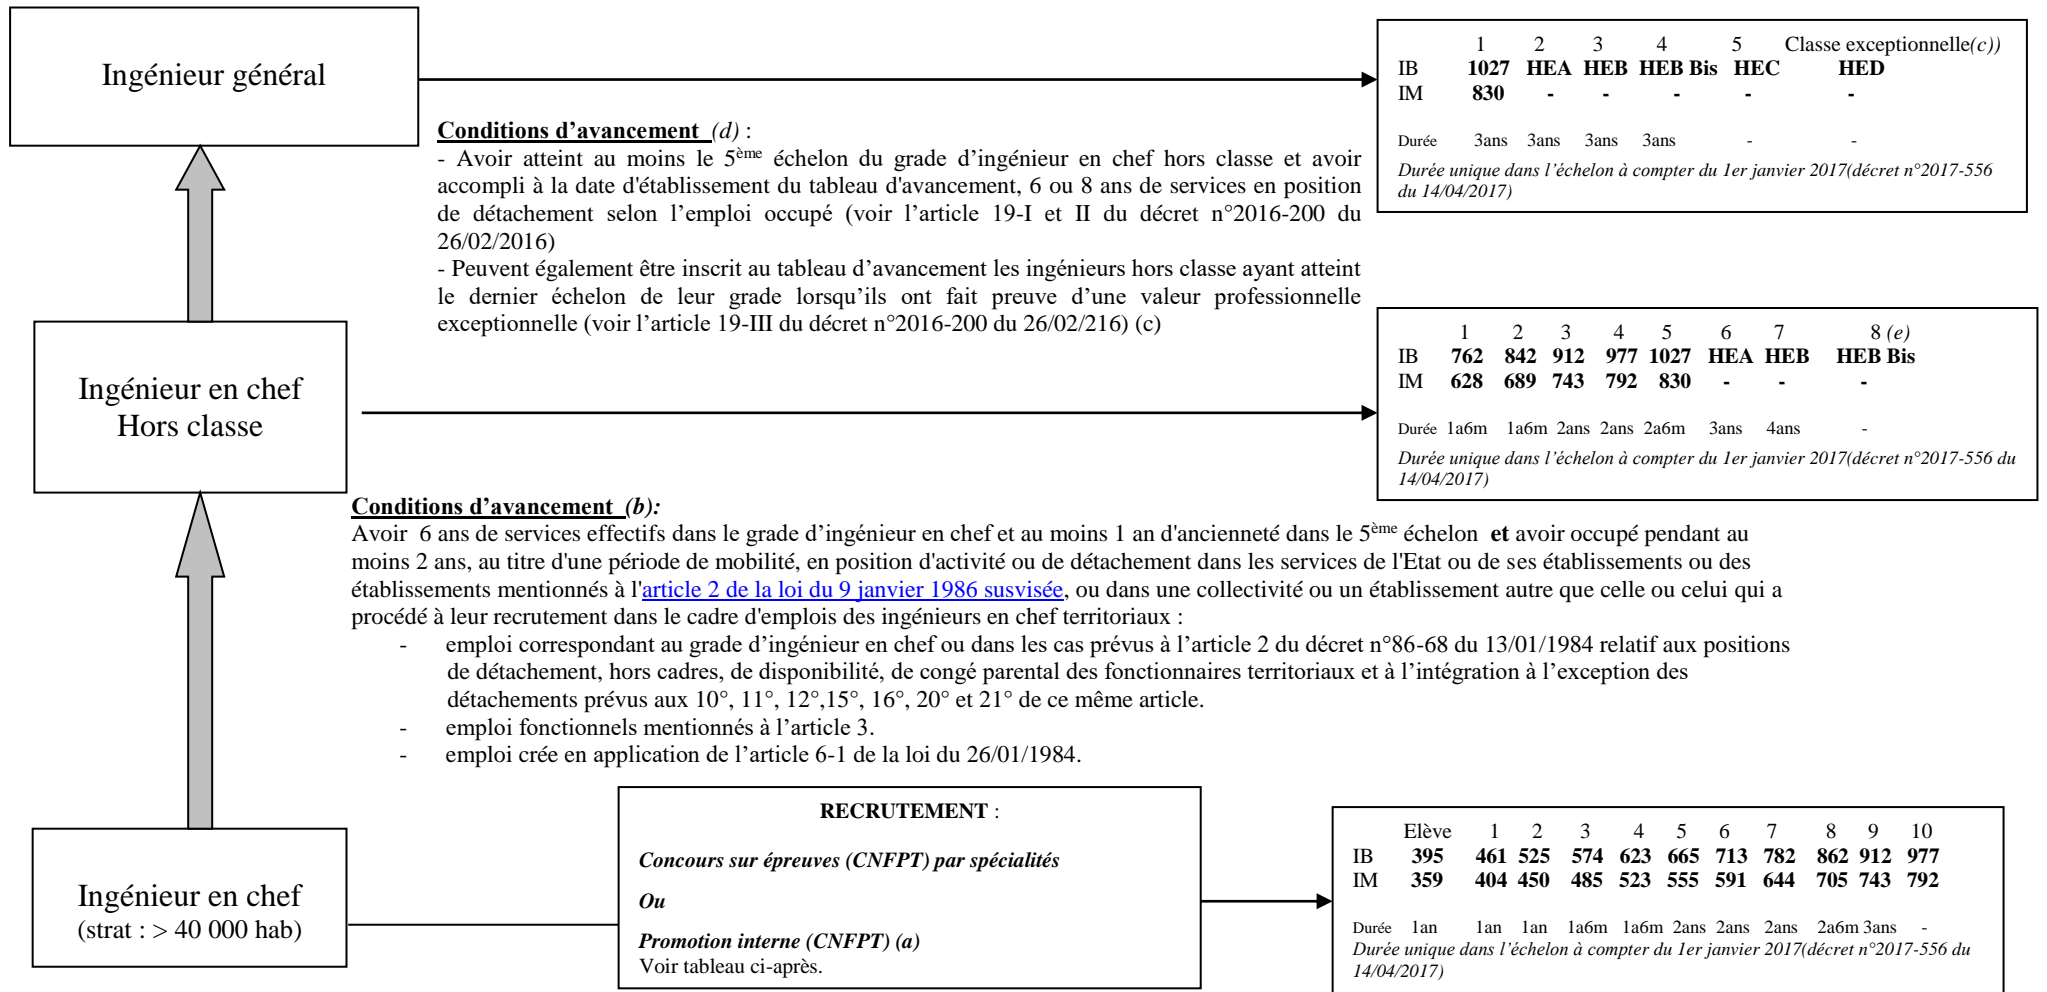 Ingénieur général
1 2 3 4 5 Classe exceptionnelle(c))
IB 1027 HEA HEB HEB Bis HEC HED
IM 830 - - - - -
Durée 3ans 3ans 3ans 3ans - -
Durée unique dans l’échelon à compter du 1er janvier 2017(décret n°2017-556
du 14/04/2017)
Conditions d’avancement (d) :
- Avoir atteint au moins le 5ème échelon du grade d’ingénieur en chef hors classe et avoir
accompli à la date d'établissement du tableau d'avancement, 6 ou 8 ans de services en position
de détachement selon l’emploi occupé (voir l’article 19-I et II du décret n°2016-200 du
26/02/2016)
- Peuvent également être inscrit au tableau d’avancement les ingénieurs hors classe ayant atteint
le dernier échelon de leur grade lorsqu’ils ont fait preuve d’une valeur professionnelle
exceptionnelle (voir l’article 19-III du décret n°2016-200 du 26/02/216) (c)
Ingénieur en chef
Hors classe
1 2 3 4 5 6 7 8 (e)
IB 762 842 912 977 1027 HEA HEB HEB Bis
IM 628 689 743 792 830 - - -
Durée 1a6m 1a6m 2ans 2ans 2a6m 3ans 4ans -
Durée unique dans l’échelon à compter du 1er janvier 2017(décret n°2017-556 du
14/04/2017)
Conditions d’avancement (b):
Avoir 6 ans de services effectifs dans le grade d’ingénieur en chef et au moins 1 an d'ancienneté dans le 5ème échelon et avoir occupé pendant au
moins 2 ans, au titre d'une période de mobilité, en position d'activité ou de détachement dans les services de l'Etat ou de ses établissements ou des
établissements mentionnés à l'article 2 de la loi du 9 janvier 1986 susvisée, ou dans une collectivité ou un établissement autre que celle ou celui qui a
procédé à leur recrutement dans le cadre d'emplois des ingénieurs en chef territoriaux :
- emploi correspondant au grade d’ingénieur en chef ou dans les cas prévus à l’article 2 du décret n°86-68 du 13/01/1984 relatif aux positions
de détachement, hors cadres, de disponibilité, de congé parental des fonctionnaires territoriaux et à l’intégration à l’exception des
détachements prévus aux 10°, 11°, 12°,15°, 16°, 20° et 21° de ce même article.
- emploi fonctionnels mentionnés à l’article 3.
- emploi crée en application de l’article 6-1 de la loi du 26/01/1984.
Ingénieur en chef
(strat : > 40 000 hab)
RECRUTEMENT :
Concours sur épreuves (CNFPT) par spécialités
Ou
Promotion interne (CNFPT) (a)
Voir tableau ci-après.
Elève 1 2 3 4 5 6 7 8 9 10
IB 395 461 525 574 623 665 713 782 862 912 977
IM 359 404 450 485 523 555 591 644 705 743 792
Durée 1an 1an 1an 1a6m 1a6m 2ans 2ans 2ans 2a6m 3ans -
Durée unique dans l’échelon à compter du 1er janvier 2017(décret n°2017-556 du
14/04/2017)